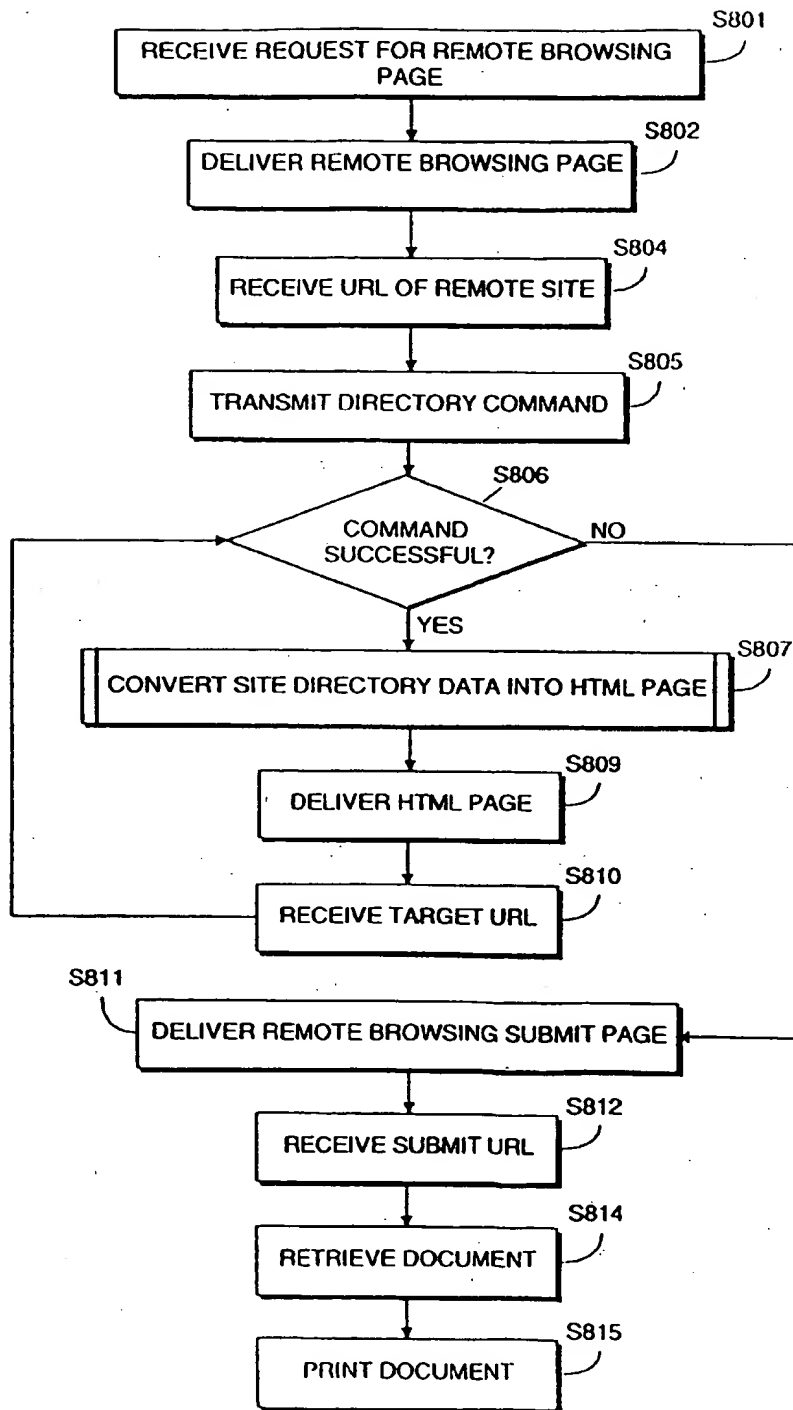 S801
RECEIVE REQUEST FOR REMOTE BROWSING
PAGE
S802
DELIVER REMOTE BROWSING PAGE
S804
RECEIVE URL OF REMOTE SITE
S805
TRANSMIT DIRECTORY COMMAND
S806
COMMAND
SUCCESSFUL?
NO
YES
S807
CONVERT SITE DIRECTORY DATA INTO HTML PAGE
S809
DELIVER HTML PAGE
S810
RECEIVE TARGET URL
S811
DELIVER REMOTE BROWSING SUBMIT PAGE
S812
RECEIVE SUBMIT URL
S814
RETRIEVE DOCUMENT
S815
PRINT DOCUMENT